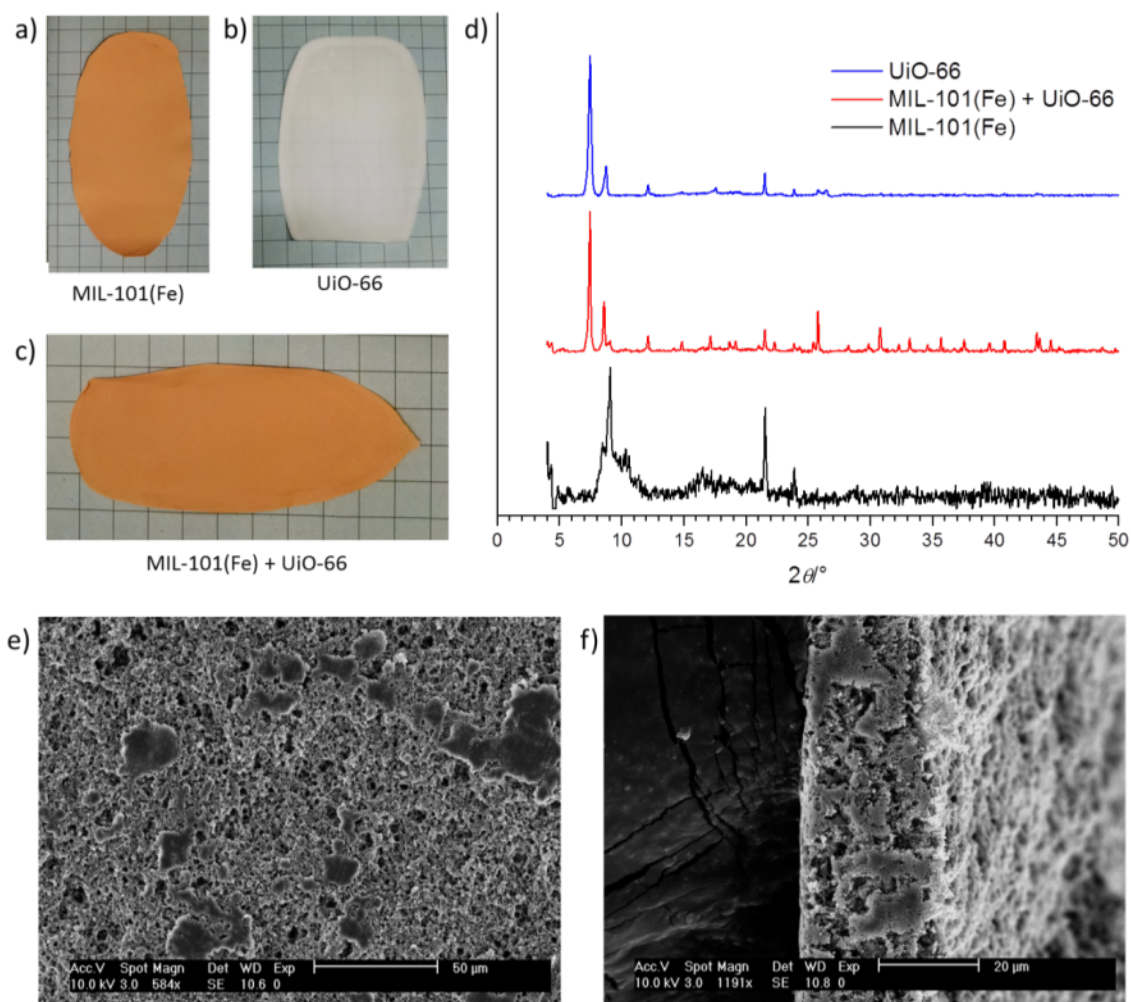 a)
MIL-101(Fe)
b)
UiO-66
c)
MIL-101(Fe) + UiO-66
d)
UiO-66
MIL-101(Fe) + UiO-66
MIL-101(Fe)
0 5 10 15 20 25 30 35 40 45 50
2θ/°
e)
Acc.V Spot Magn Det WD Exp 50 μm
10.0 kV 3.0 584x SE 10.6 0
f)
Acc.V Spot Magn Det WD Exp 20 μm
10.0 kV 3.0 1191x SE 10.8 0